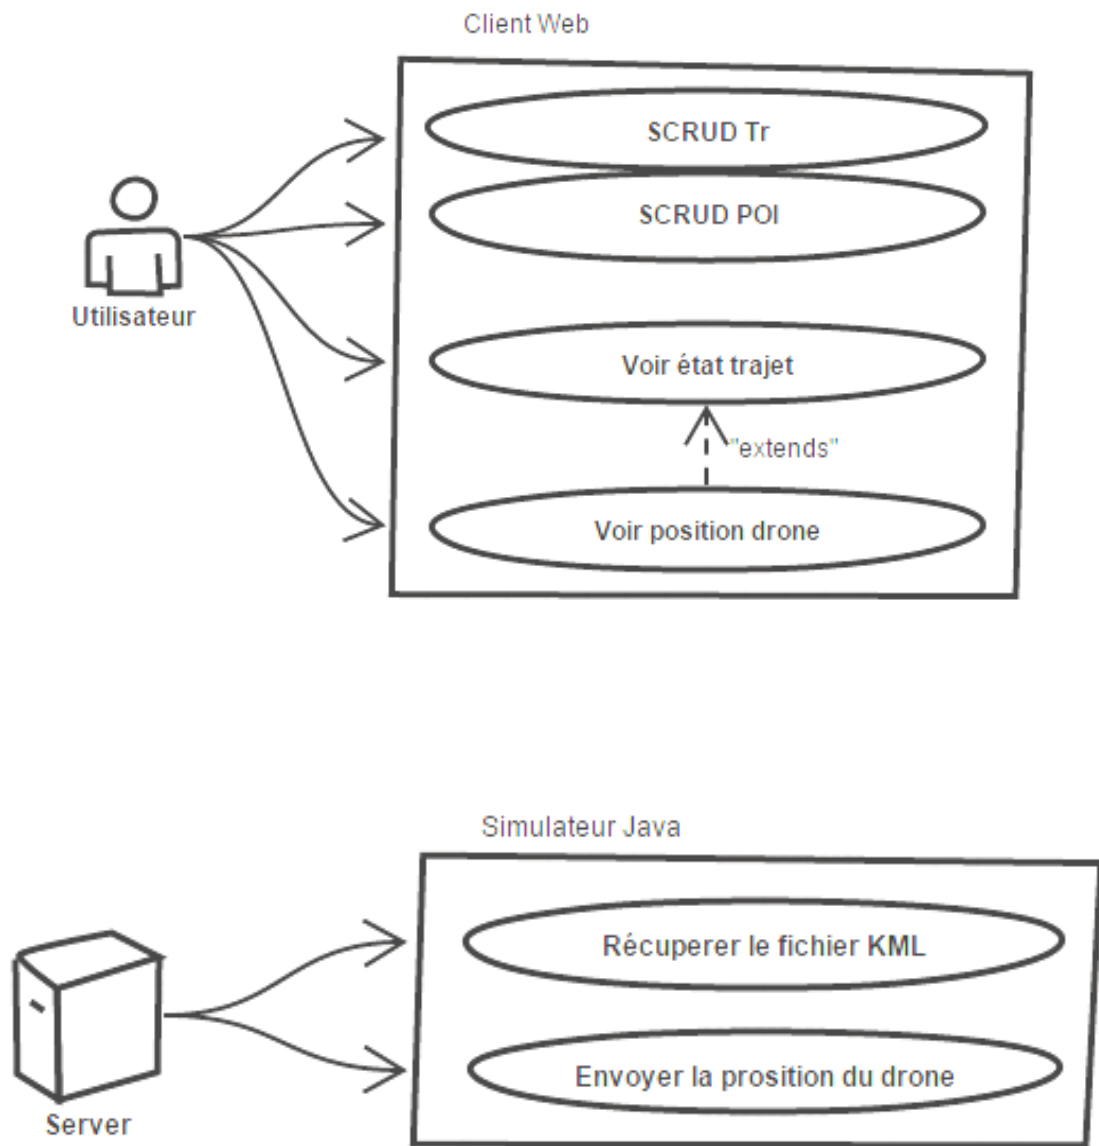 Client Web
SCRUD Tr
SCRUD POI
Utilisateur
Voir état trajet
"extends"
Voir position drone
Simulateur Java
Récuperer le fichier KML
Envoyer la prosition du drone
Server